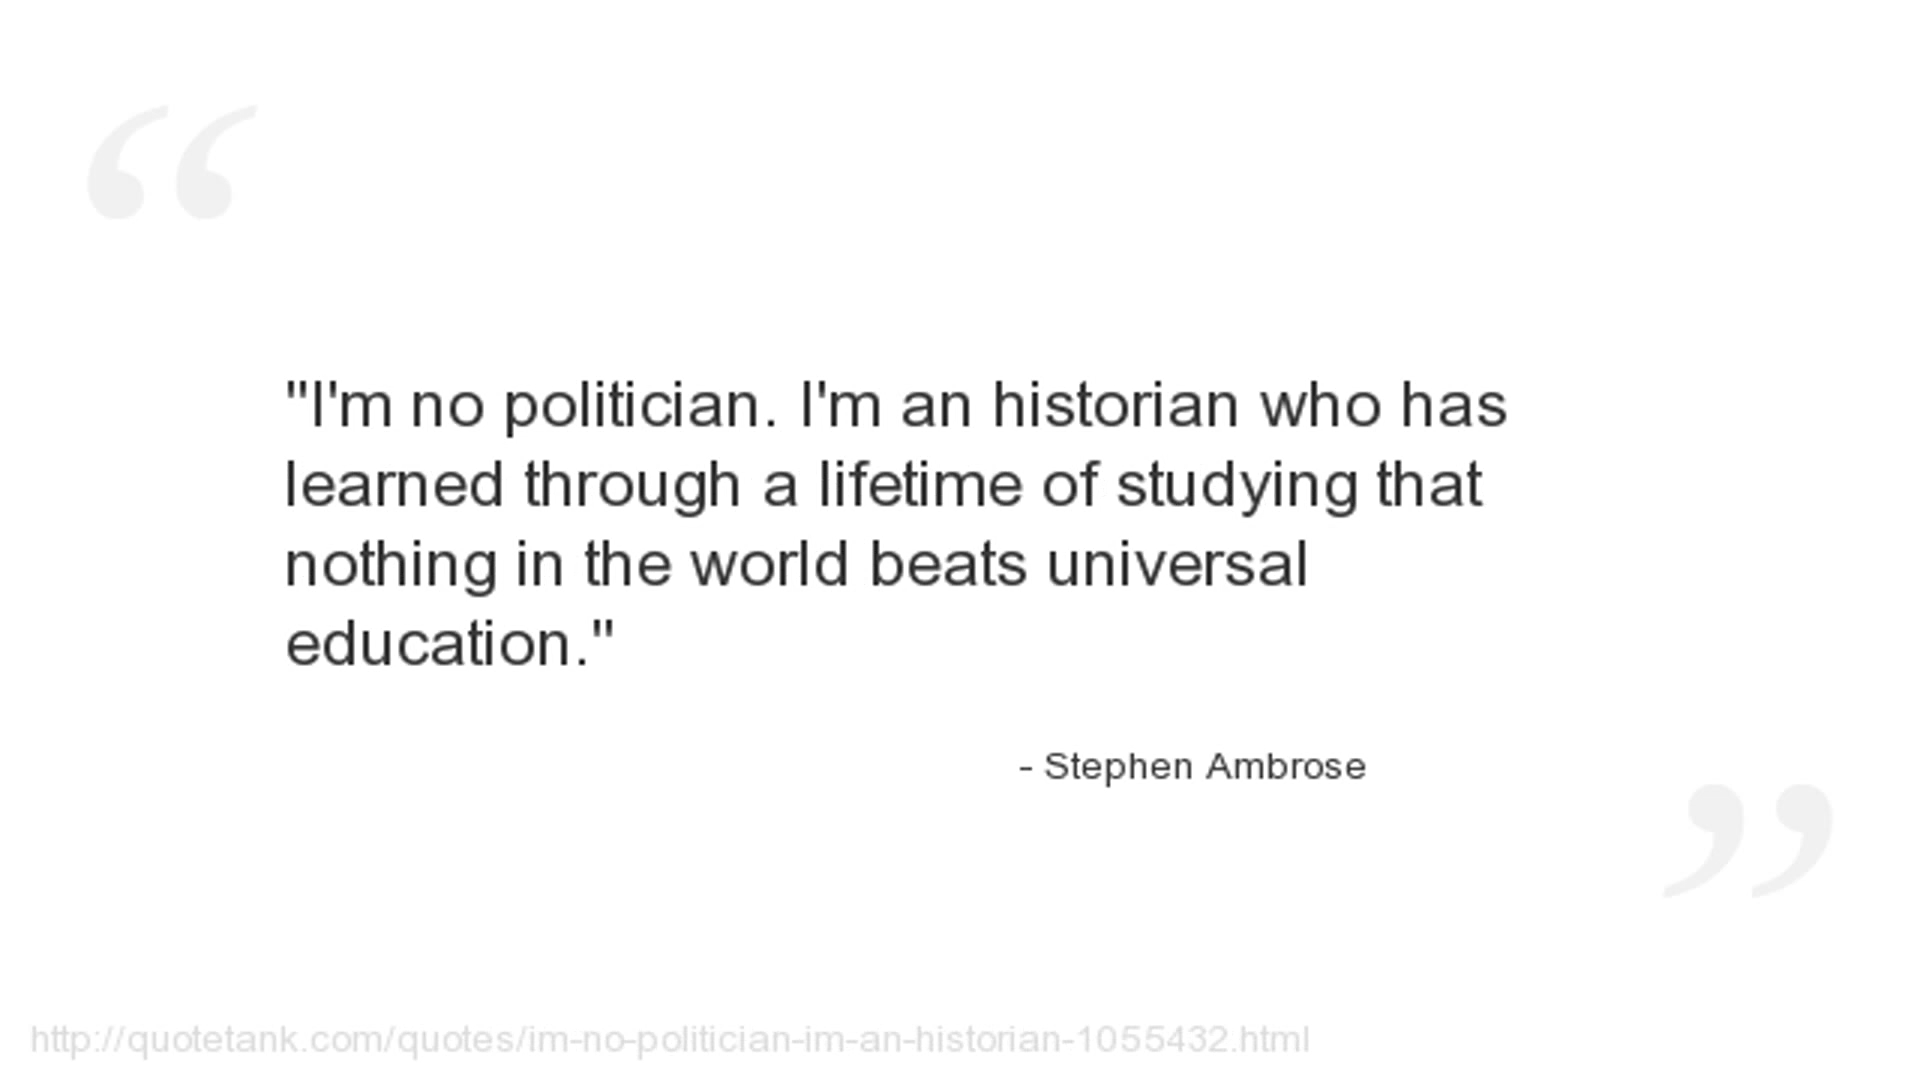 "I'm no politician. I'm an historian who has
learned through a lifetime of studying that
nothing in the world beats universal
education."
- Stephen Ambrose
http://quotetank.com/quotes/im-no-politician-im-an-historian-1055432.html